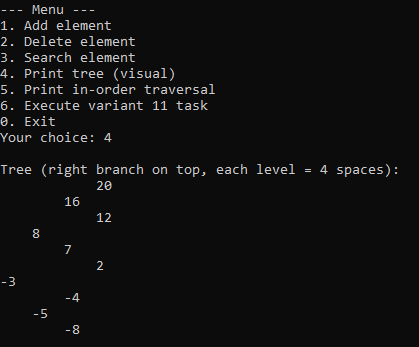 --- Menu ---
1. Add element
2. Delete element
3. Search element
4. Print tree (visual)
5. Print in-order traversal
6. Execute variant 11 task
0. Exit
Your choice: 4

Tree (right branch on top, each level = 4 spaces):
            20
        16
            12
    8
        7
            2
-3
        -4
    -5
        -8